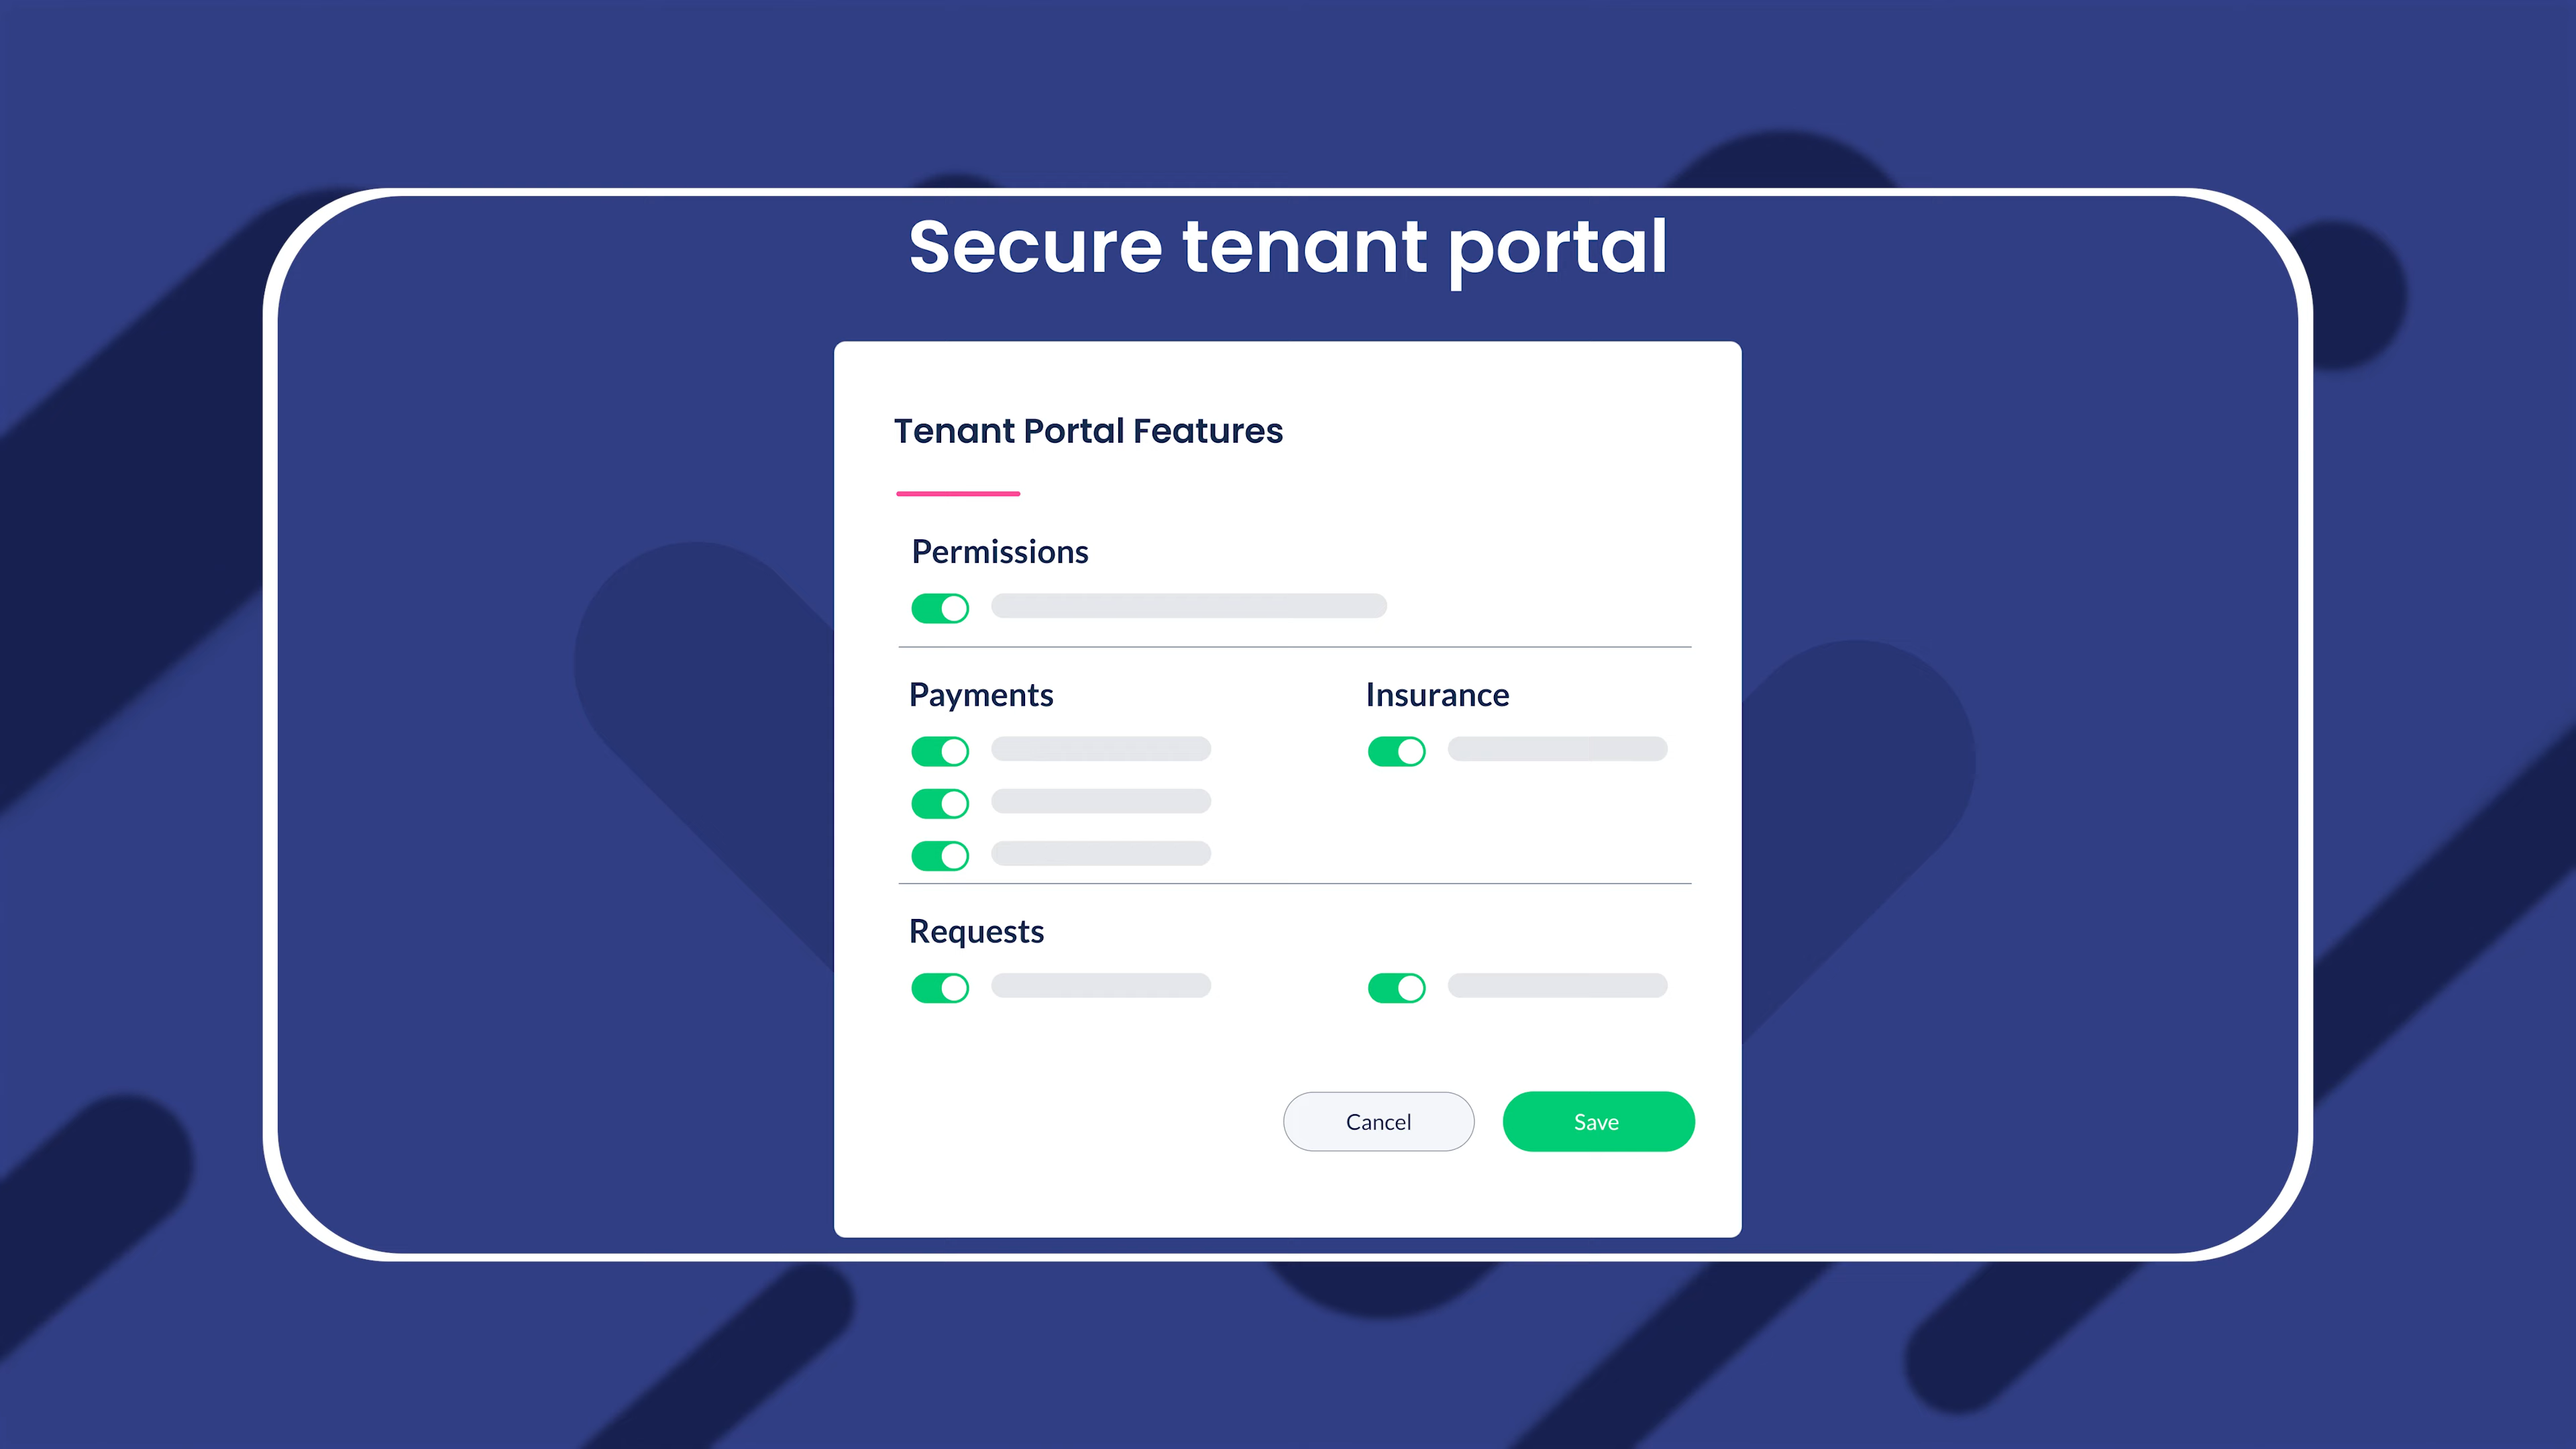 Secure tenant portal
Tenant Portal Features
Permissions
Payments
Insurance
Requests
Cancel
Save